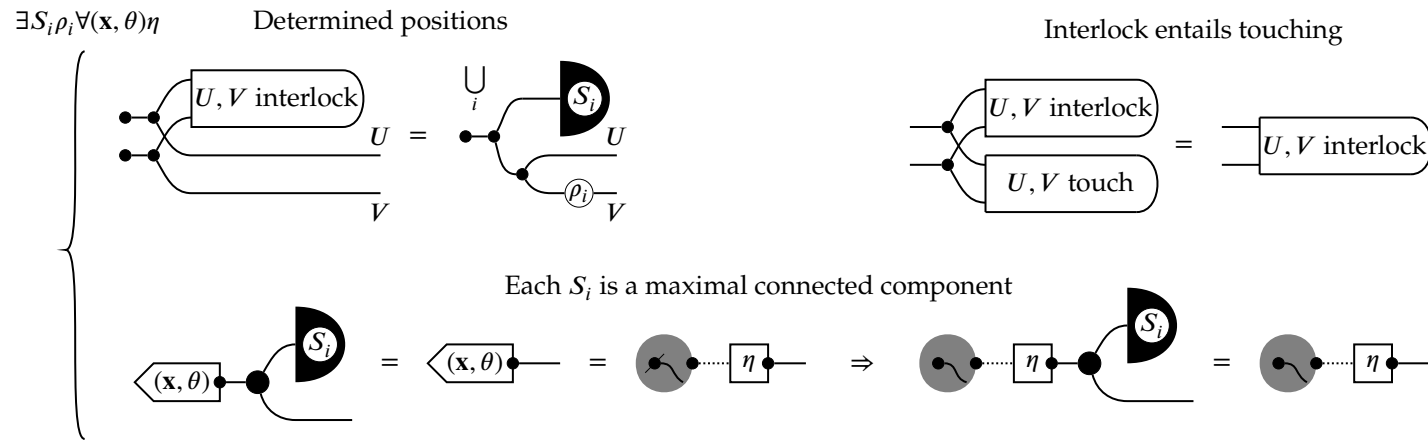 ∃S_iρ_i∀(x, θ)η
Determined positions
Interlock entails touching
U, V interlock
U
=
V
⋃
i
S_i
U
ρ_i
V
U, V interlock
U, V touch
=
U, V interlock
Each S_i is a maximal connected component
(x, θ) S_i = (x, θ) = η ⇒ η S_i = η